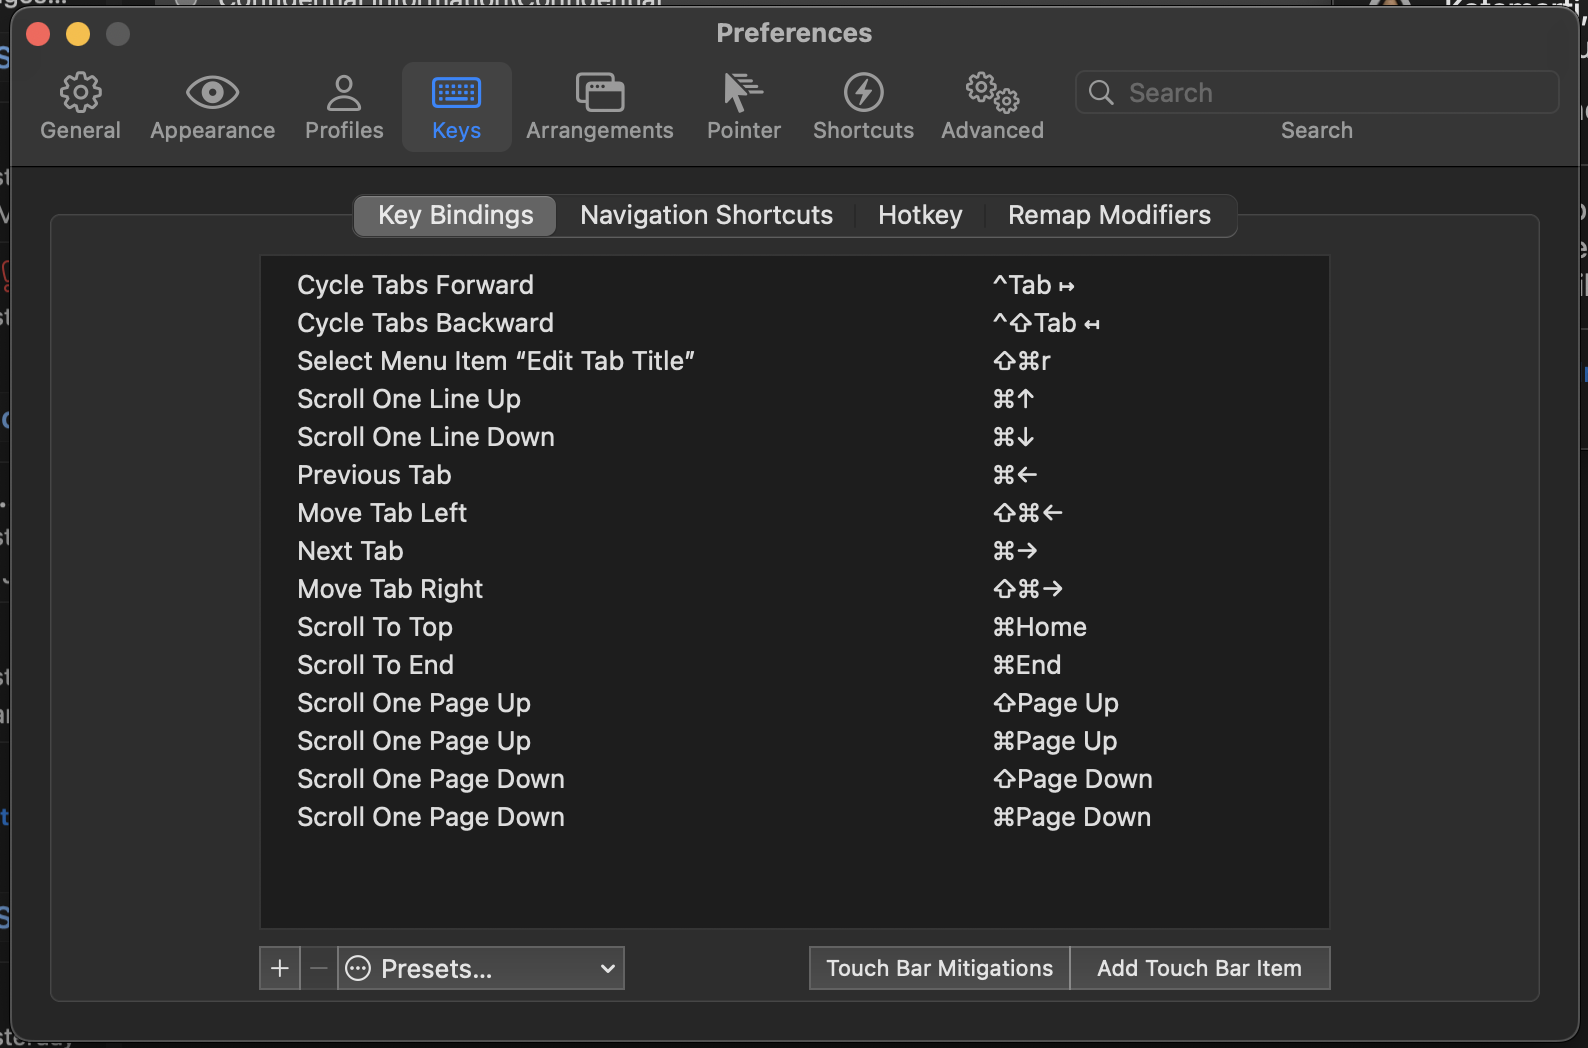 Preferences
General Appearance Profiles Keys Arrangements Pointer Shortcuts Advanced Search
Search
Key Bindings Navigation Shortcuts Hotkey Remap Modifiers
Cycle Tabs Forward ^Tab ↦
Cycle Tabs Backward ^⇧Tab ↤
Select Menu Item “Edit Tab Title” ⇧⌘r
Scroll One Line Up ⌘↑
Scroll One Line Down ⌘↓
Previous Tab ⌘←
Move Tab Left ⇧⌘←
Next Tab ⌘→
Move Tab Right ⇧⌘→
Scroll To Top ⌘Home
Scroll To End ⌘End
Scroll One Page Up ⇧Page Up
Scroll One Page Up ⌘Page Up
Scroll One Page Down ⇧Page Down
Scroll One Page Down ⌘Page Down
+ − Presets... Touch Bar Mitigations Add Touch Bar Item